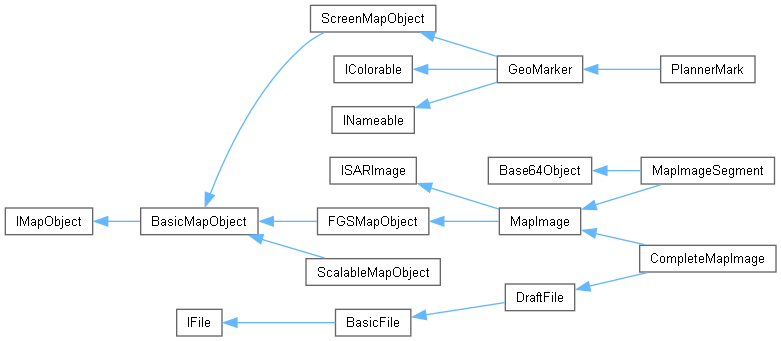 ScreenMapObject
IColorable
GeoMarker
PlannerMark
INameable
ISARImage
Base64Object
MapImageSegment
IMapObject
BasicMapObject
FGSMapObject
MapImage
ScalableMapObject
CompleteMapImage
DraftFile
IFile
BasicFile